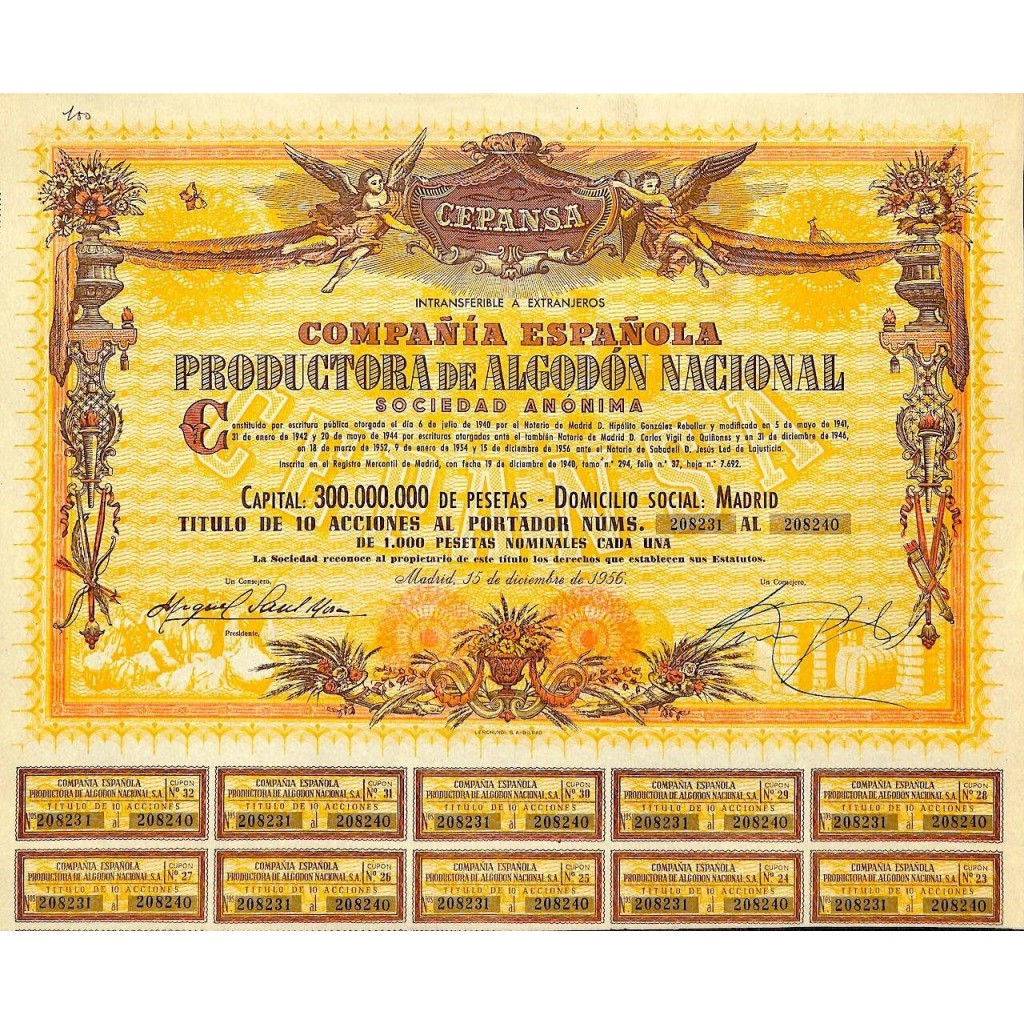 100
CEPANSA
INTRANSFERIBLE A EXTRANJEROS
COMPAÑÍA ESPAÑOLA
PRODUCTORA DE ALGODÓN NACIONAL
SOCIEDAD ANÓNIMA
CEPANSA
Constituida por escritura pública otorgada el día 6 de julio de 1940 por el Notario de Madrid D. Hipólito González Rebollar y modificada en 5 de mayo de 1941,
31 de enero de 1942 y 20 de mayo de 1944 por escrituras otorgadas ante el también Notario de Madrid D. Carlos Vigil de Quiñones y en 31 de diciembre de 1946,
en 18 de marzo de 1952, 9 de enero de 1954 y 15 de diciembre de 1956 ante el Notario de Sabadell D. Jesús Led de Lajusticia.
Inscrita en el Registro Mercantil de Madrid, con fecha 19 de diciembre de 1940, tomo nº 294, folio nº 37, hoja nº 7.692.
CAPITAL: 300.000.000 DE PESETAS - DOMICILIO SOCIAL: MADRID
TITULO DE 10 ACCIONES AL PORTADOR NUMS. 208231 AL 208240
DE 1.000 PESETAS NOMINALES CADA UNA
La Sociedad reconoce al propietario de este título los derechos que establecen sus Estatutos.
Un Consejero, Madrid, 15 de diciembre de 1956. Un Consejero,
Presidente,
COMPAÑIA ESPAÑOLA CUPON
PRODUCTORA DE ALGODON NACIONAL S.A. Nº 32
TITULO DE 10 ACCIONES
Nos. 208231 al 208240
COMPAÑIA ESPAÑOLA CUPON
PRODUCTORA DE ALGODON NACIONAL S.A. Nº 31
TITULO DE 10 ACCIONES
Nos. 208231 al 208240
COMPAÑIA ESPAÑOLA CUPON
PRODUCTORA DE ALGODON NACIONAL S.A. Nº 30
TITULO DE 10 ACCIONES
Nos. 208231 al 208240
COMPAÑIA ESPAÑOLA CUPON
PRODUCTORA DE ALGODON NACIONAL S.A. Nº 29
TITULO DE 10 ACCIONES
Nos. 208231 al 208240
COMPAÑIA ESPAÑOLA CUPON
PRODUCTORA DE ALGODON NACIONAL S.A. Nº 28
TITULO DE 10 ACCIONES
Nos. 208231 al 208240
COMPAÑIA ESPAÑOLA CUPON
PRODUCTORA DE ALGODON NACIONAL S.A. Nº 27
TITULO DE 10 ACCIONES
Nos. 208231 al 208240
COMPAÑIA ESPAÑOLA CUPON
PRODUCTORA DE ALGODON NACIONAL S.A. Nº 26
TITULO DE 10 ACCIONES
Nos. 208231 al 208240
COMPAÑIA ESPAÑOLA CUPON
PRODUCTORA DE ALGODON NACIONAL S.A. Nº 25
TITULO DE 10 ACCIONES
Nos. 208231 al 208240
COMPAÑIA ESPAÑOLA CUPON
PRODUCTORA DE ALGODON NACIONAL S.A. Nº 24
TITULO DE 10 ACCIONES
Nos. 208231 al 208240
COMPAÑIA ESPAÑOLA CUPON
PRODUCTORA DE ALGODON NACIONAL S.A. Nº 23
TITULO DE 10 ACCIONES
Nos. 208231 al 208240